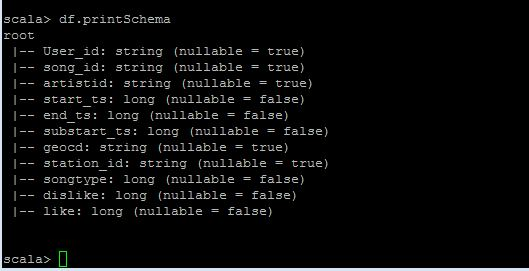 scala> df.printSchema
root
 |-- User_id: string (nullable = true)
 |-- song_id: string (nullable = true)
 |-- artistid: string (nullable = true)
 |-- start_ts: long (nullable = false)
 |-- end_ts: long (nullable = false)
 |-- substart_ts: long (nullable = false)
 |-- geocd: string (nullable = true)
 |-- station_id: string (nullable = true)
 |-- songtype: long (nullable = false)
 |-- dislike: long (nullable = false)
 |-- like: long (nullable = false)
scala>